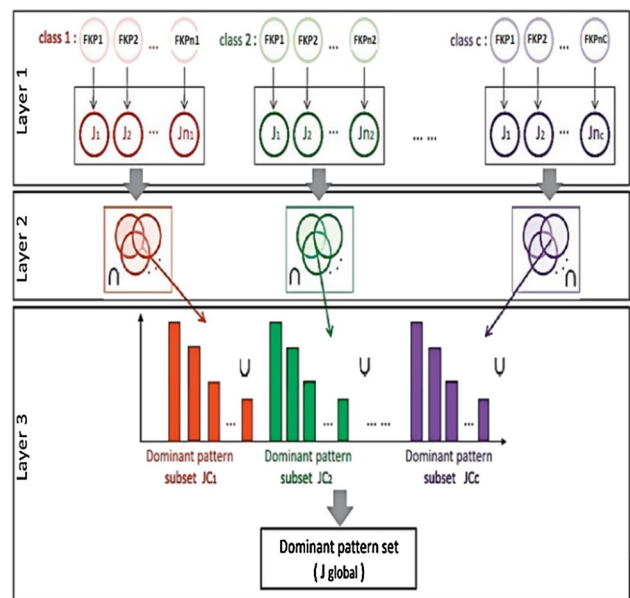 Layer 1
class 1 : FKP1 FKP2 ... FKPn1
class 2 : FKP1 FKP2 ... FKPn2
class c : FKP1 FKP2 ... FKPnC
J1 J2 ... Jn1
J1 J2 ... Jn2
... ...
J1 J2 ... Jnc
Layer 2
∩
∩
∩
Layer 3
∪ ∪ ∪
... ... ... ... ...
Dominant pattern
subset JC1
Dominant pattern
subset JC2
Dominant pattern
subset JCc
Dominant pattern set
( J global )